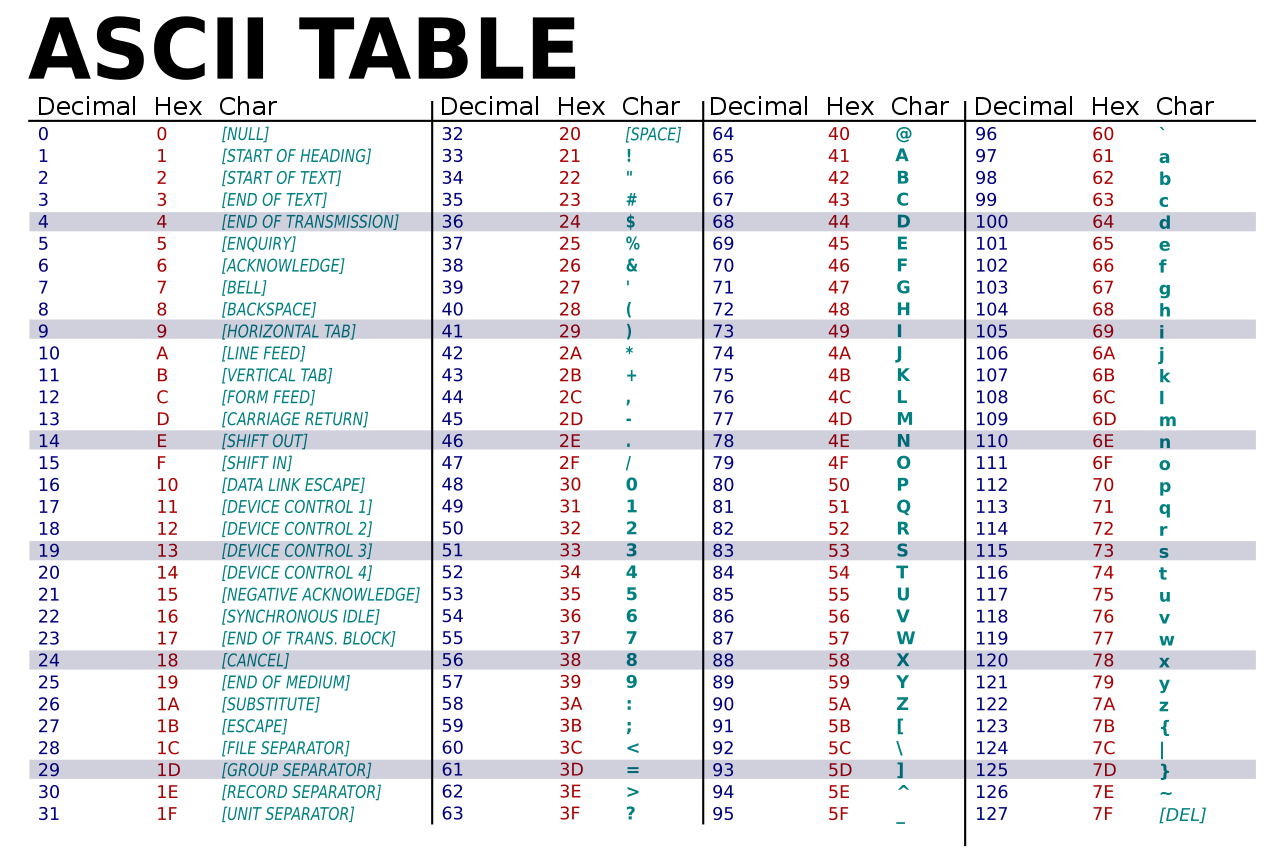 ASCII TABLE
Decimal Hex Char Decimal Hex Char Decimal Hex Char Decimal Hex Char
0 0 [NULL] 32 20 [SPACE] 64 40 @ 96 60 `
1 1 [START OF HEADING] 33 21 ! 65 41 A 97 61 a
2 2 [START OF TEXT] 34 22 " 66 42 B 98 62 b
3 3 [END OF TEXT] 35 23 # 67 43 C 99 63 c
4 4 [END OF TRANSMISSION] 36 24 $ 68 44 D 100 64 d
5 5 [ENQUIRY] 37 25 % 69 45 E 101 65 e
6 6 [ACKNOWLEDGE] 38 26 & 70 46 F 102 66 f
7 7 [BELL] 39 27 ' 71 47 G 103 67 g
8 8 [BACKSPACE] 40 28 ( 72 48 H 104 68 h
9 9 [HORIZONTAL TAB] 41 29 ) 73 49 I 105 69 i
10 A [LINE FEED] 42 2A * 74 4A J 106 6A j
11 B [VERTICAL TAB] 43 2B + 75 4B K 107 6B k
12 C [FORM FEED] 44 2C , 76 4C L 108 6C l
13 D [CARRIAGE RETURN] 45 2D - 77 4D M 109 6D m
14 E [SHIFT OUT] 46 2E . 78 4E N 110 6E n
15 F [SHIFT IN] 47 2F / 79 4F O 111 6F o
16 10 [DATA LINK ESCAPE] 48 30 0 80 50 P 112 70 p
17 11 [DEVICE CONTROL 1] 49 31 1 81 51 Q 113 71 q
18 12 [DEVICE CONTROL 2] 50 32 2 82 52 R 114 72 r
19 13 [DEVICE CONTROL 3] 51 33 3 83 53 S 115 73 s
20 14 [DEVICE CONTROL 4] 52 34 4 84 54 T 116 74 t
21 15 [NEGATIVE ACKNOWLEDGE] 53 35 5 85 55 U 117 75 u
22 16 [SYNCHRONOUS IDLE] 54 36 6 86 56 V 118 76 v
23 17 [END OF TRANS. BLOCK] 55 37 7 87 57 W 119 77 w
24 18 [CANCEL] 56 38 8 88 58 X 120 78 x
25 19 [END OF MEDIUM] 57 39 9 89 59 Y 121 79 y
26 1A [SUBSTITUTE] 58 3A : 90 5A Z 122 7A z
27 1B [ESCAPE] 59 3B ; 91 5B [ 123 7B {
28 1C [FILE SEPARATOR] 60 3C < 92 5C \ 124 7C |
29 1D [GROUP SEPARATOR] 61 3D = 93 5D ] 125 7D }
30 1E [RECORD SEPARATOR] 62 3E > 94 5E ^ 126 7E ~
31 1F [UNIT SEPARATOR] 63 3F ? 95 5F _ 127 7F [DEL]